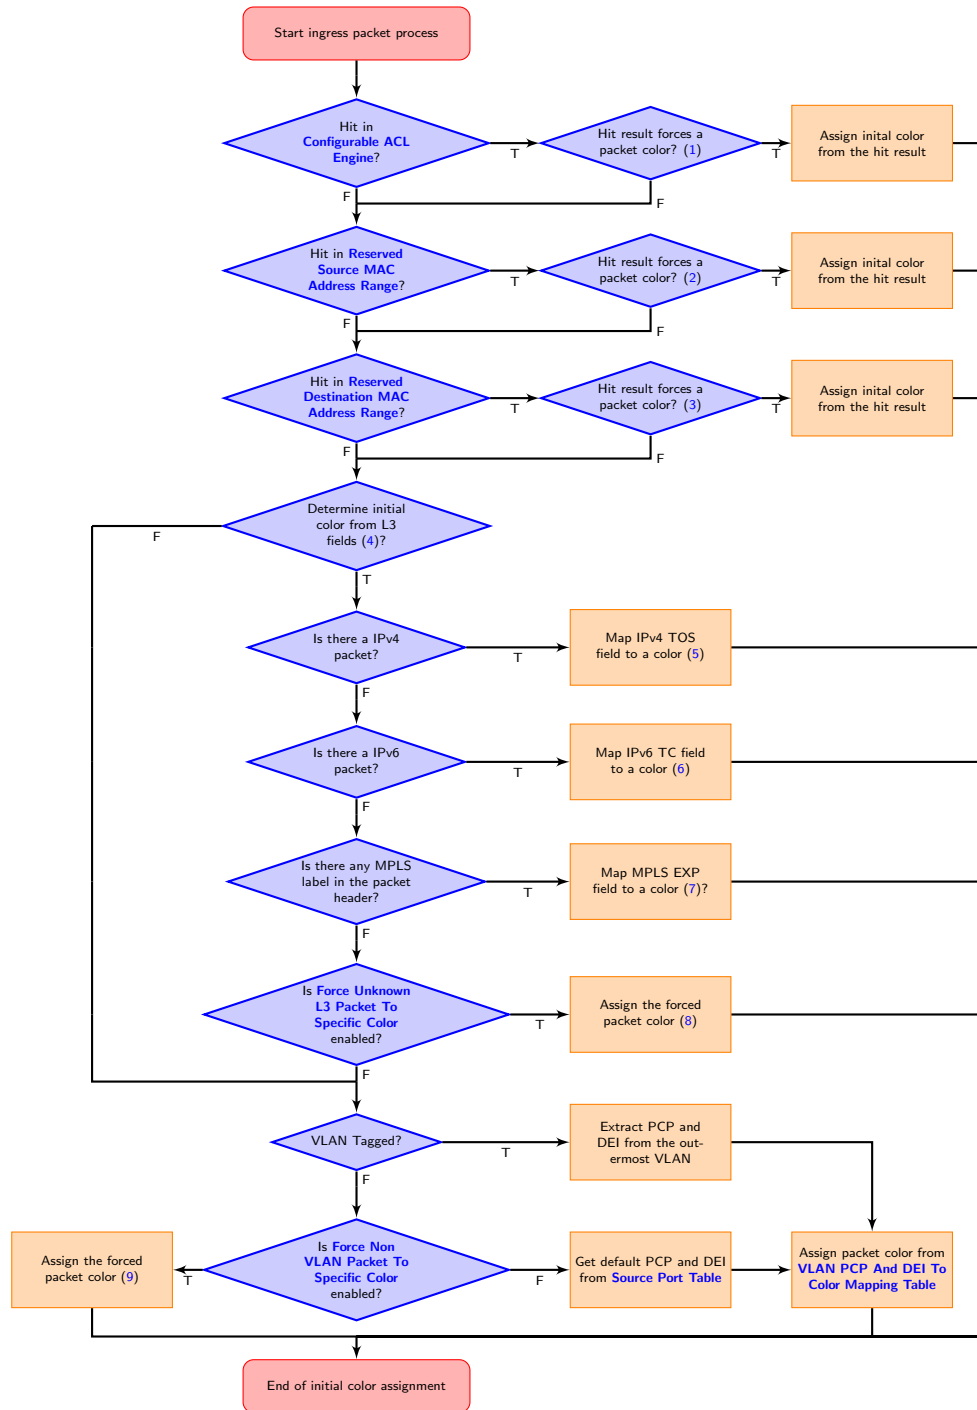 Start ingress packet process
Hit in
Configurable ACL
Engine?
T
Hit result forces a
packet color? (1)
T
Assign inital color
from the hit result
F
F
Hit in Reserved
Source MAC
Address Range?
T
Hit result forces a
packet color? (2)
T
Assign inital color
from the hit result
F
F
Hit in Reserved
Destination MAC
Address Range?
T
Hit result forces a
packet color? (3)
T
Assign inital color
from the hit result
F
F
Determine initial
color from L3
fields (4)?
F
T
Is there a IPv4
packet?
T
Map IPv4 TOS
field to a color (5)
F
Is there a IPv6
packet?
T
Map IPv6 TC field
to a color (6)
F
Is there any MPLS
label in the packet
header?
T
Map MPLS EXP
field to a color (7)?
F
Is Force Unknown
L3 Packet To
Specific Color
enabled?
T
Assign the forced
packet color (8)
F
VLAN Tagged?
T
Extract PCP and
DEI from the out-
ermost VLAN
F
Assign the forced
packet color (9)
T
Is Force Non
VLAN Packet To
Specific Color
enabled?
F
Get default PCP and DEI
from Source Port Table
Assign packet color from
VLAN PCP And DEI To
Color Mapping Table
End of initial color assignment